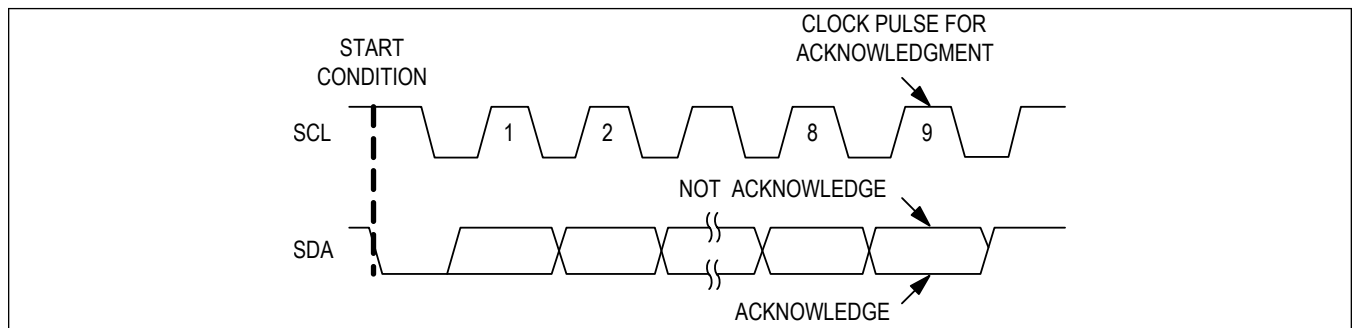 CLOCK PULSE FOR
ACKNOWLEDGMENT
START
CONDITION
SCL
1
2
8
9
NOT ACKNOWLEDGE
SDA
ACKNOWLEDGE